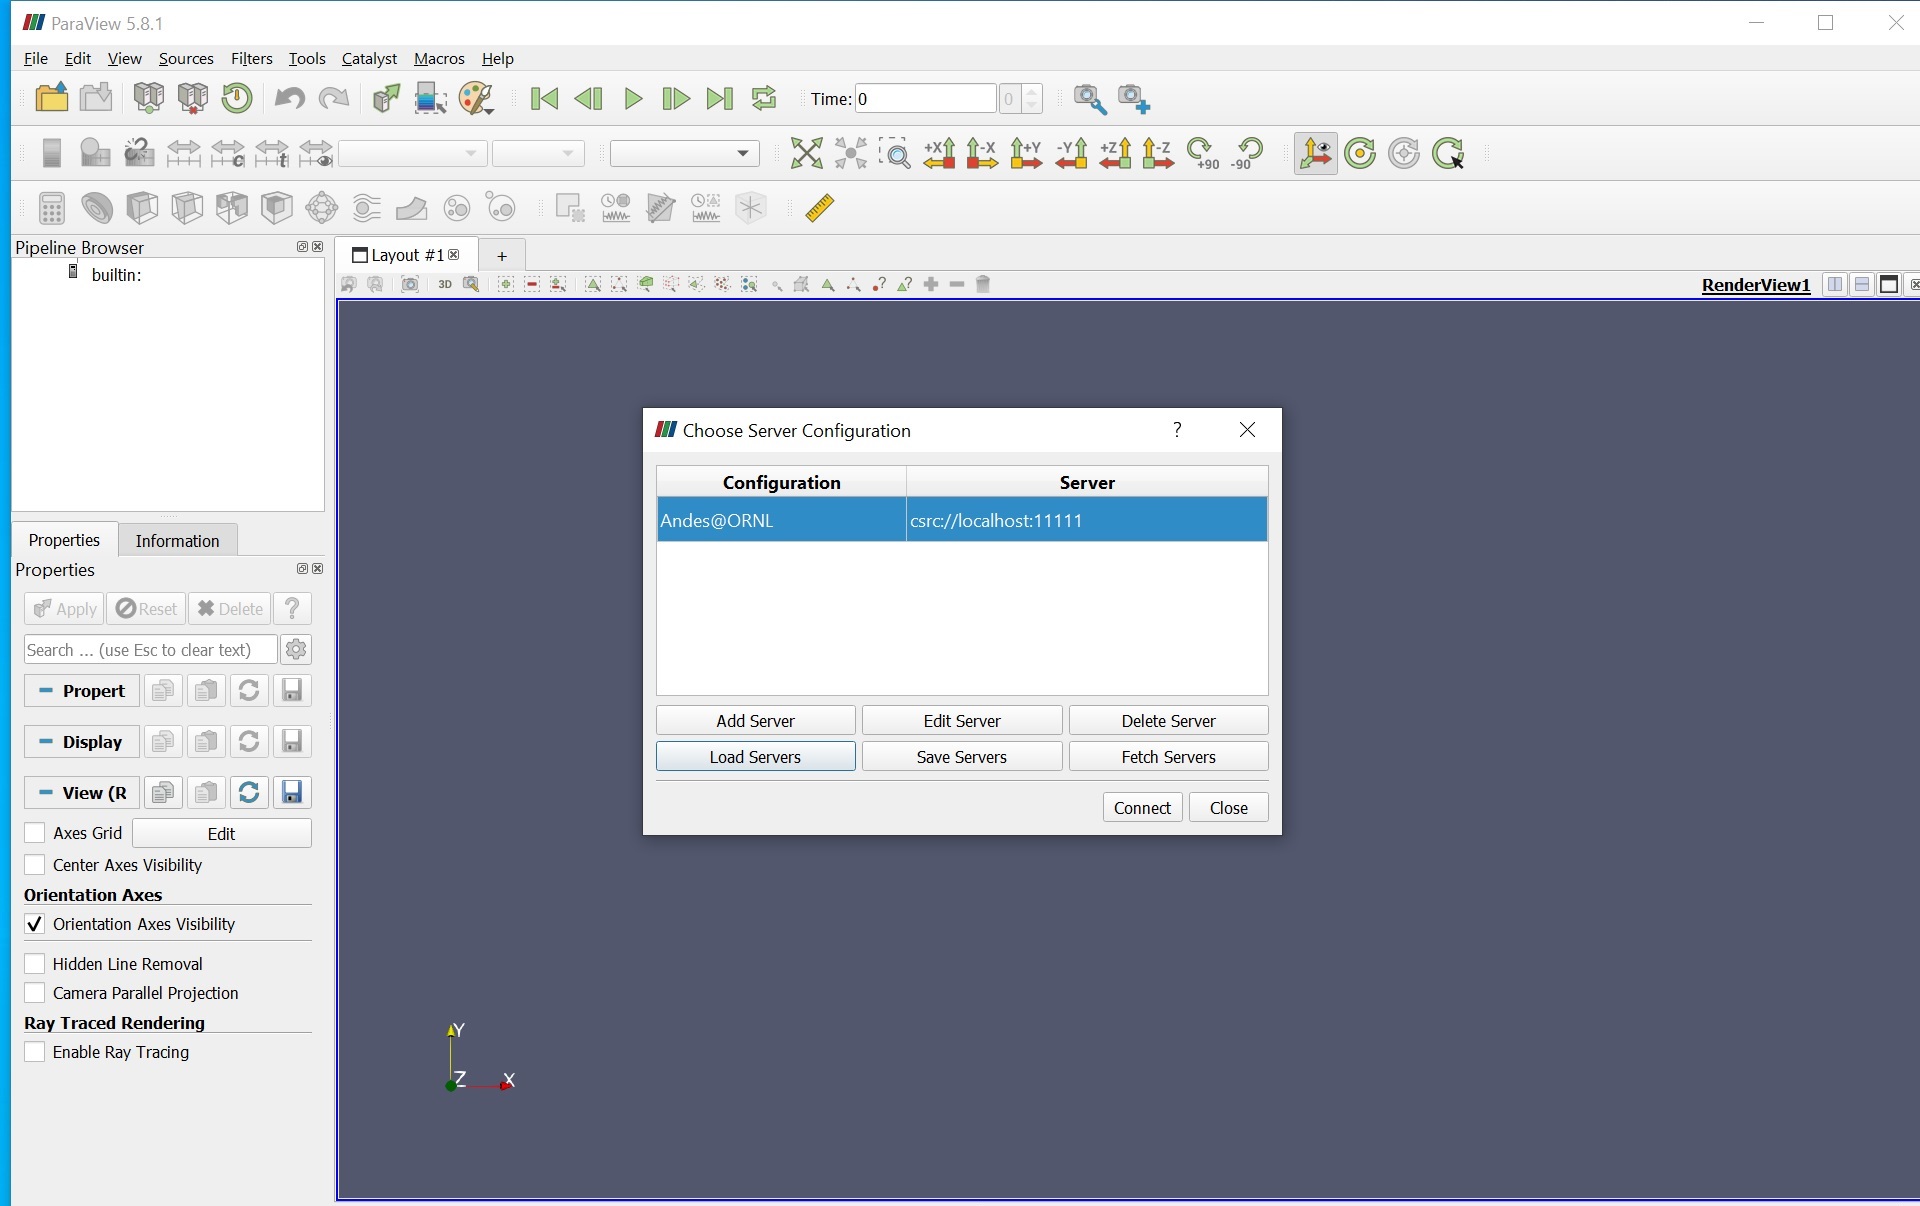 ParaView 5.8.1
File Edit View Sources Filters Tools Catalyst Macros Help
Time: 0 0
c t +X -X +Y -Y +Z -Z +90 -90
Pipeline Browser
builtin:
Layout #1 +
3D RenderView1
Properties Information
Properties
Apply Reset Delete ?
Search ... (use Esc to clear text)
Propert
Display
View (R
Axes Grid Edit
Center Axes Visibility
Orientation Axes
Orientation Axes Visibility
Hidden Line Removal
Camera Parallel Projection
Ray Traced Rendering
Enable Ray Tracing
Choose Server Configuration ?
Configuration Server
Andes@ORNL csrc://localhost:11111
Add Server Edit Server Delete Server
Load Servers Save Servers Fetch Servers
Connect Close
Y
Z X